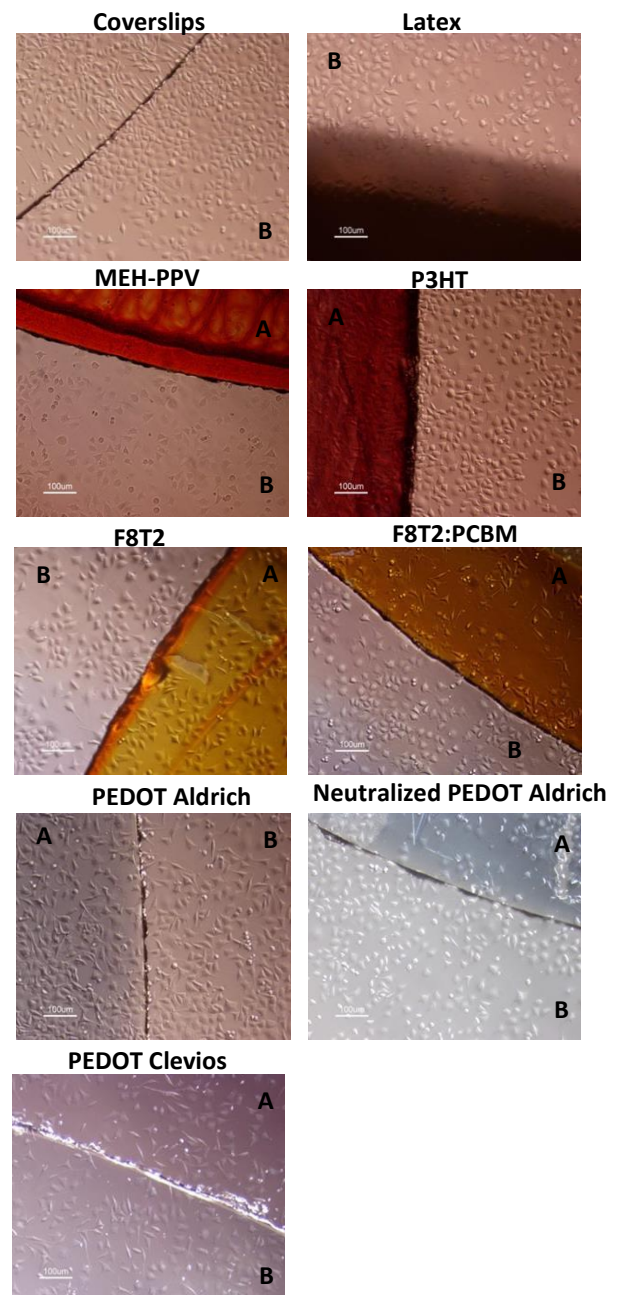 Coverslips
Latex
B
B
100um
100um
MEH-PPV
P3HT
A
A
B
B
100um
100um
F8T2
F8T2:PCBM
B
A
A
100um
100um
B
PEDOT Aldrich
Neutralized PEDOT Aldrich
A
B
A
100um
100um
B
PEDOT Clevios
A
100um
B